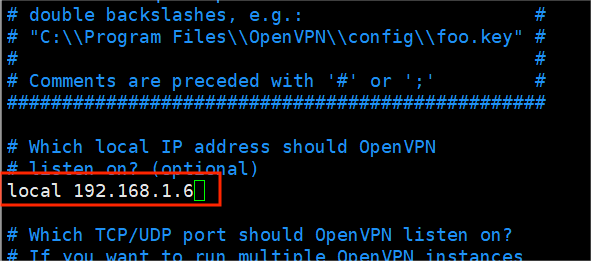 # double backslashes, e.g.: #
# "C:\\Program Files\\OpenVPN\\config\\foo.key" #
# #
# Comments are preceded with '#' or ';' #
#################################################
# Which local IP address should OpenVPN
# listen on? (optional)
local 192.168.1.6
# Which TCP/UDP port should OpenVPN listen on?
# If you want to run multiple OpenVPN instances